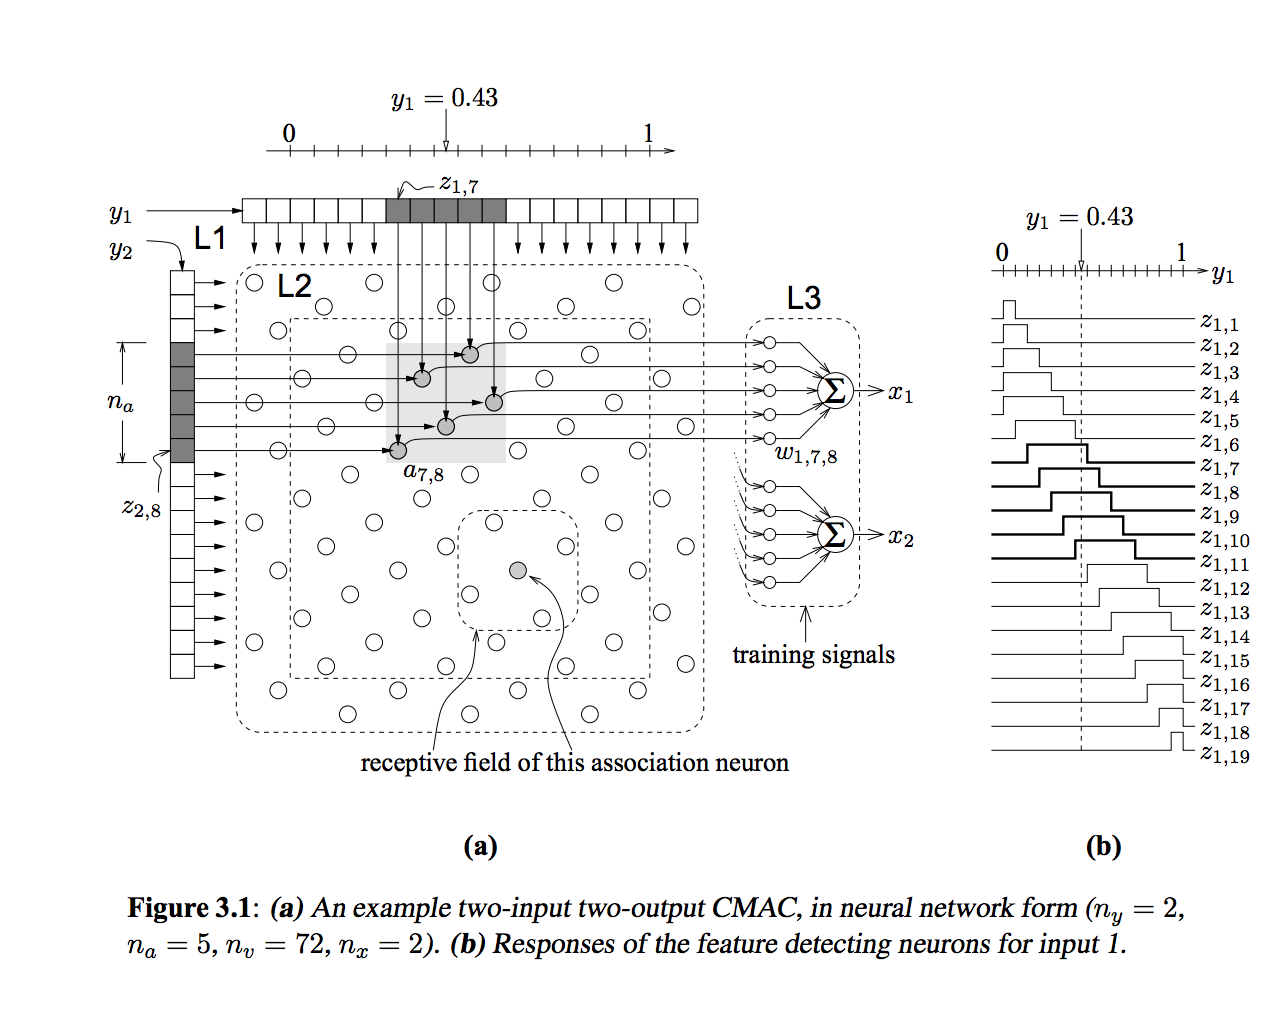 y₁ = 0.43
0 1
z₁,₇
y₁
L1
y₂
L2
L3
nₐ
Σ x₁
w₁,₇,₈
a₇,₈
z₂,₈
Σ x₂
training signals
receptive field of this association neuron
(a)
y₁ = 0.43
0 1
y₁
z₁,₁
z₁,₂
z₁,₃
z₁,₄
z₁,₅
z₁,₆
z₁,₇
z₁,₈
z₁,₉
z₁,₁₀
z₁,₁₁
z₁,₁₂
z₁,₁₃
z₁,₁₄
z₁,₁₅
z₁,₁₆
z₁,₁₇
z₁,₁₈
z₁,₁₉
(b)
Figure 3.1: (a) An example two-input two-output CMAC, in neural network form (n_y = 2,
nₐ = 5, nᵥ = 72, nₓ = 2). (b) Responses of the feature detecting neurons for input 1.